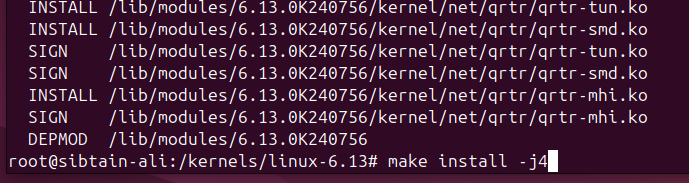 INSTALL /lib/modules/6.13.0K240756/kernel/net/qrtr/qrtr-tun.ko
INSTALL /lib/modules/6.13.0K240756/kernel/net/qrtr/qrtr-smd.ko
SIGN    /lib/modules/6.13.0K240756/kernel/net/qrtr/qrtr-tun.ko
SIGN    /lib/modules/6.13.0K240756/kernel/net/qrtr/qrtr-smd.ko
INSTALL /lib/modules/6.13.0K240756/kernel/net/qrtr/qrtr-mhi.ko
SIGN    /lib/modules/6.13.0K240756/kernel/net/qrtr/qrtr-mhi.ko
DEPMOD  /lib/modules/6.13.0K240756
root@sibtain-ali:/kernels/linux-6.13# make install -j4